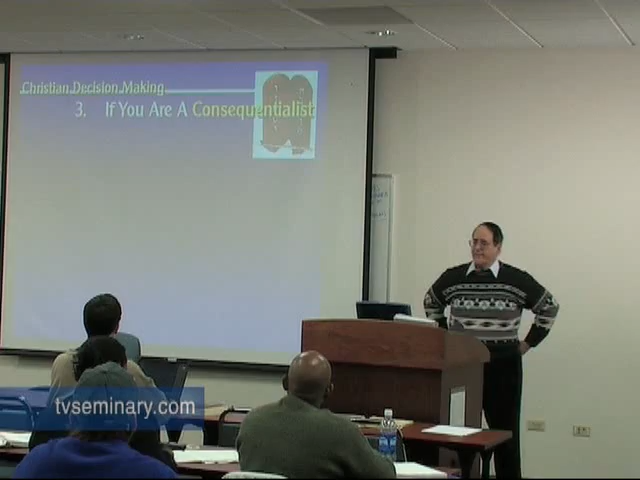 Christian Decision Making
3. If You Are A Consequentialist
tvseminary.com